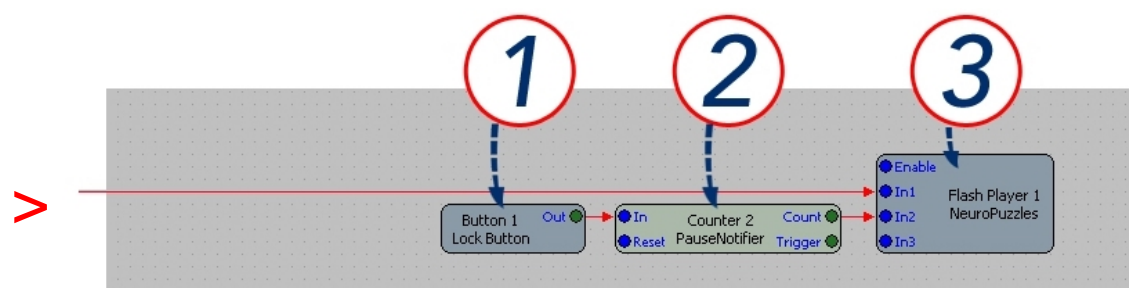 1
2
3
>
Button 1
Lock Button
Out
In
Reset
Counter 2
PauseNotifier
Count
Trigger
Enable
In1
In2
In3
Flash Player 1
NeuroPuzzles